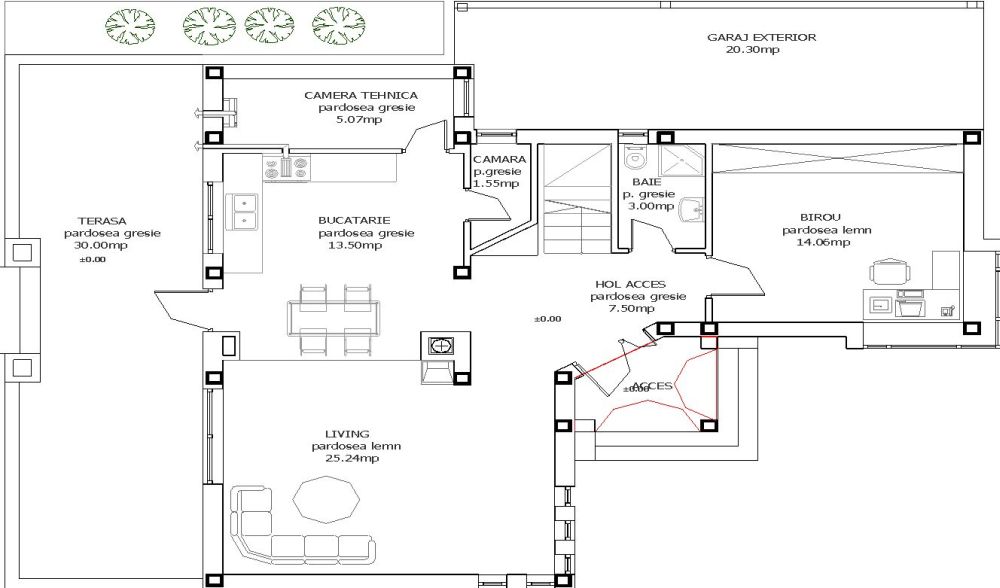 GARAJ EXTERIOR
20.30mp
CAMERA TEHNICA
pardosea gresie
5.07mp
CAMARA
p.gresie
1.55mp
BAIE
p. gresie
3.00mp
TERASA
pardosea gresie
30.00mp
±0.00
BUCATARIE
pardosea gresie
13.50mp
BIROU
pardosea lemn
14.06mp
HOL ACCES
pardosea gresie
7.50mp
±0.00
ACCES
±0.00
LIVING
pardosea lemn
25.24mp